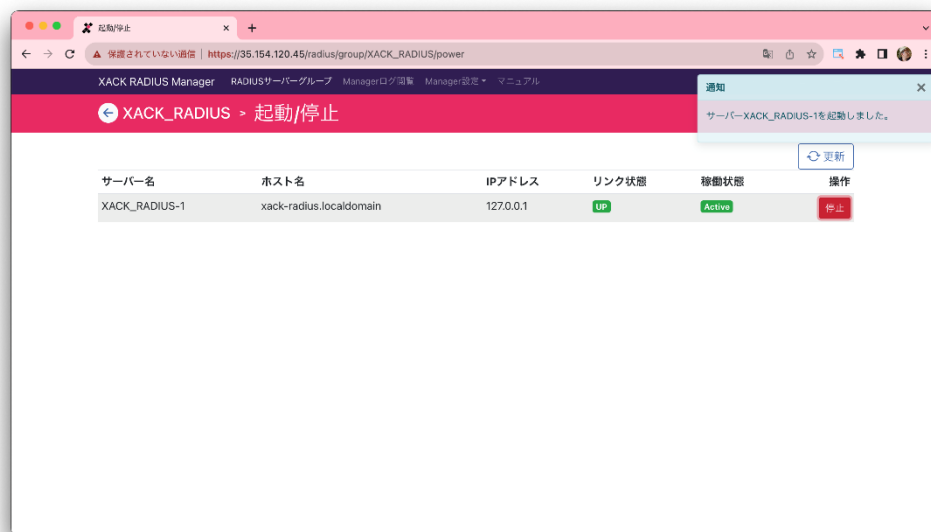 起動/停止
保護されていない通信 | https://35.154.120.45/radius/group/XACK_RADIUS/power
XACK RADIUS Manager RADIUSサーバーグループ Managerログ閲覧 Manager設定 マニュアル
通知
サーバーXACK_RADIUS-1を起動しました。
XACK_RADIUS > 起動/停止
更新
サーバー名 ホスト名 IPアドレス リンク状態 稼働状態 操作
XACK_RADIUS-1 xack-radius.localdomain 127.0.0.1 UP Active 停止